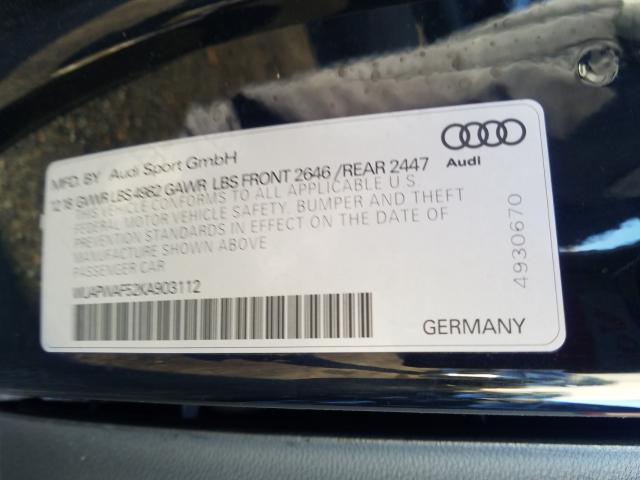 MFD. BY Audi Sport GmbH
12 18 GVWR LBS 4862 GAWR LBS FRONT 2646 / REAR 2447
THIS VEHICLE CONFORMS TO ALL APPLICABLE U S
FEDERAL MOTOR VEHICLE SAFETY, BUMPER AND THEFT
PREVENTION STANDARDS IN EFFECT ON THE DATE OF
MANUFACTURE SHOWN ABOVE
PASSENGER CAR
WUAPWAF52KA903112
Audi
4930670
GERMANY